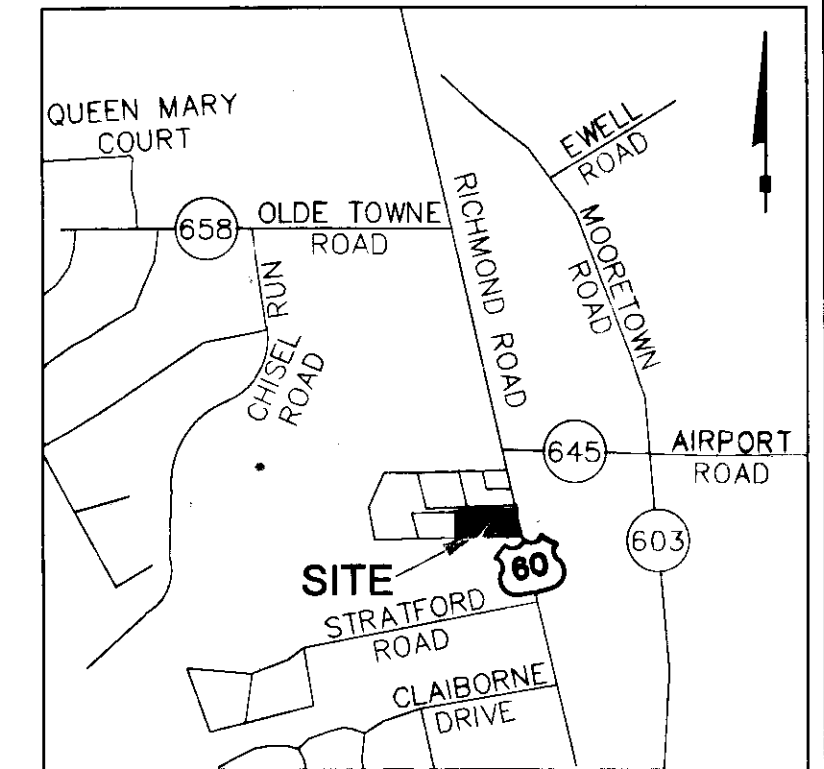 QUEEN MARY
COURT
EWELL
ROAD
658
OLDE TOWNE
ROAD
RICHMOND ROAD
MOORETOWN
ROAD
CHISEL RUN
ROAD
645
AIRPORT
ROAD
603
SITE
60
STRATFORD
ROAD
CLAIBORNE
DRIVE